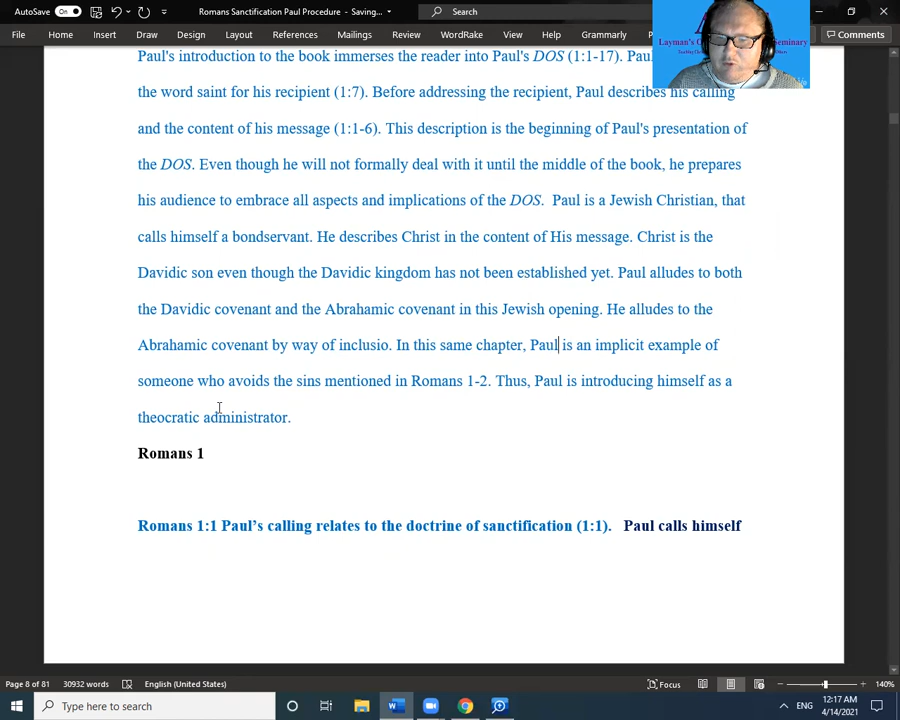 AutoSave On Romans Sanctification Paul Procedure - Saving... Search
File Home Insert Draw Design Layout References Mailings Review WordRake View Help Comments
Layman's Seminary
Paul's introduction to the book immerses the reader into Paul's DOS (1:1-17).
the word saint for his recipient (1:7). Before addressing the recipient, Paul describes his calling
and the content of his message (1:1-6). This description is the beginning of Paul's presentation of
the DOS. Even though he will not formally deal with it until the middle of the book, he prepares
his audience to embrace all aspects and implications of the DOS. Paul is a Jewish Christian, that
calls himself a bondservant. He describes Christ in the content of His message. Christ is the
Davidic son even though the Davidic kingdom has not been established yet. Paul alludes to both
the Davidic covenant and the Abrahamic covenant in this Jewish opening. He alludes to the
Abrahamic covenant by way of inclusio. In this same chapter, Paul is an implicit example of
someone who avoids the sins mentioned in Romans 1-2. Thus, Paul is introducing himself as a
theocratic administrator.
Romans 1
Romans 1:1 Paul's calling relates to the doctrine of sanctification (1:1). Paul calls himself
Page 8 of 81 30932 words English (United States) Focus 140%
Type here to search ENG 12:17 AM
4/14/2021